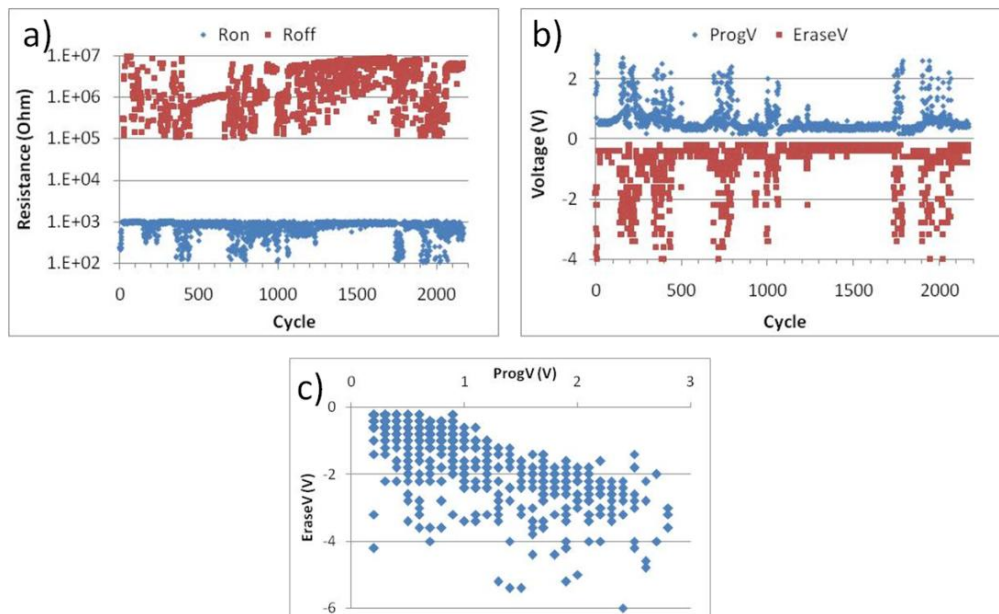 a)
Ron Roff
1.E+07
1.E+06
1.E+05
1.E+04
1.E+03
1.E+02
Resistance (Ohm)
0 500 1000 1500 2000
Cycle
b)
ProgV EraseV
2
0
-2
-4
Voltage (V)
0 500 1000 1500 2000
Cycle
c)
ProgV (V)
0 1 2 3
0
-2
-4
-6
EraseV (V)